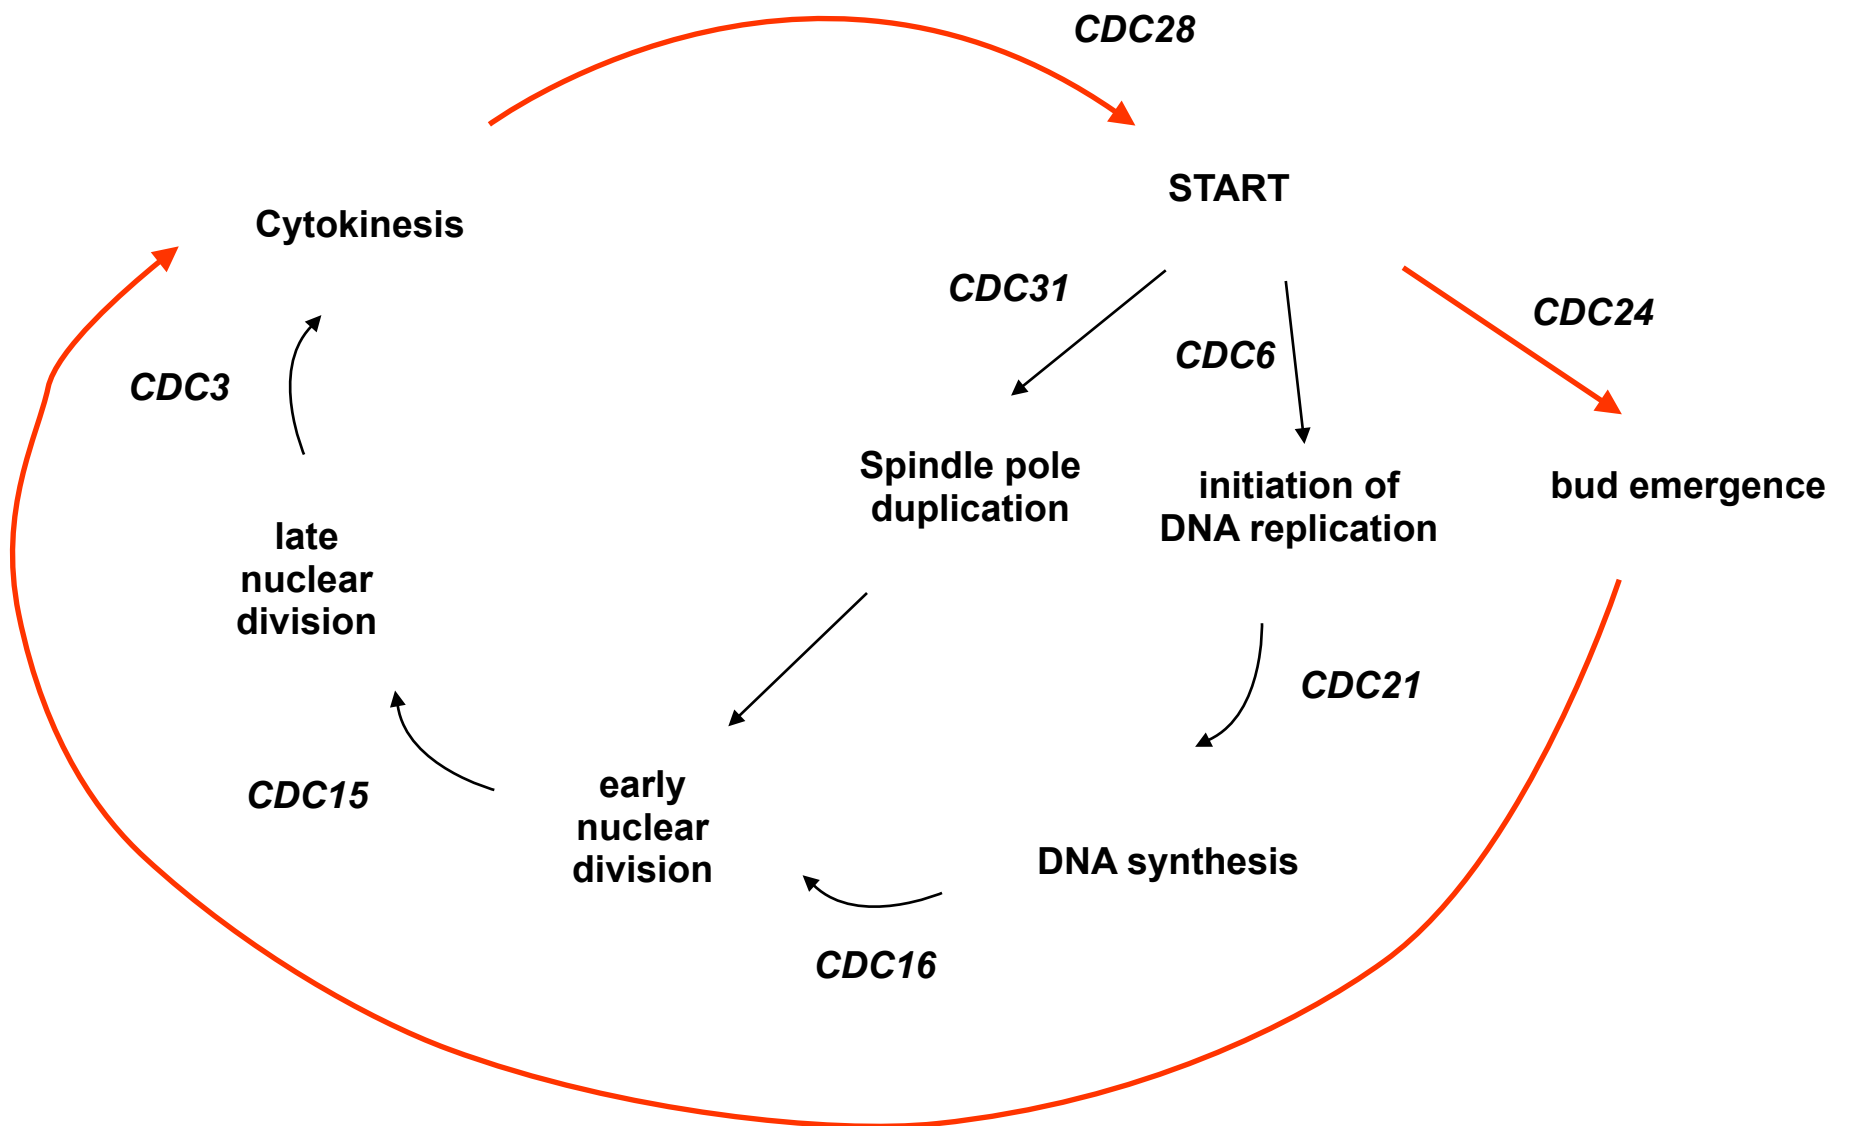 CDC28
START
Cytokinesis
CDC31
CDC24
CDC6
CDC3
Spindle pole
duplication
initiation of
DNA replication
bud emergence
late
nuclear
division
CDC21
CDC15
early
nuclear
division
DNA synthesis
CDC16